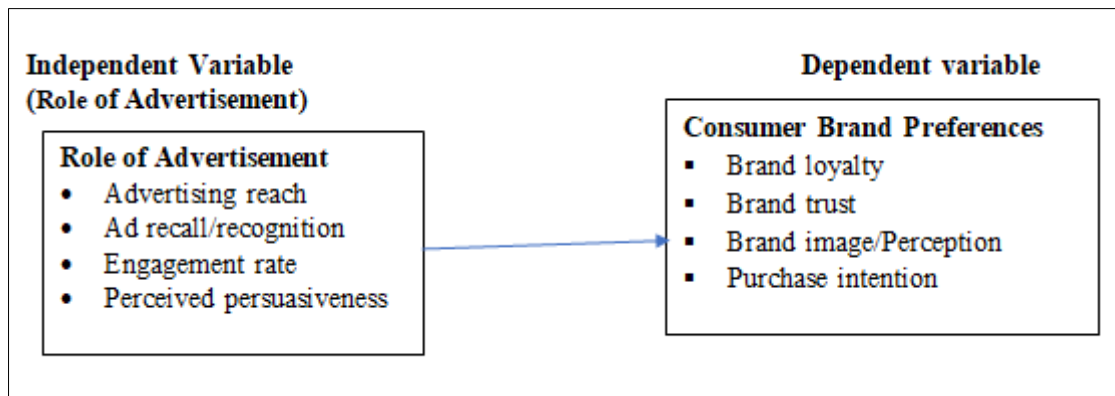 Independent Variable
(Role of Advertisement)
Role of Advertisement
• Advertising reach
• Ad recall/recognition
• Engagement rate
• Perceived persuasiveness
Dependent variable
Consumer Brand Preferences
▪ Brand loyalty
▪ Brand trust
▪ Brand image/Perception
▪ Purchase intention